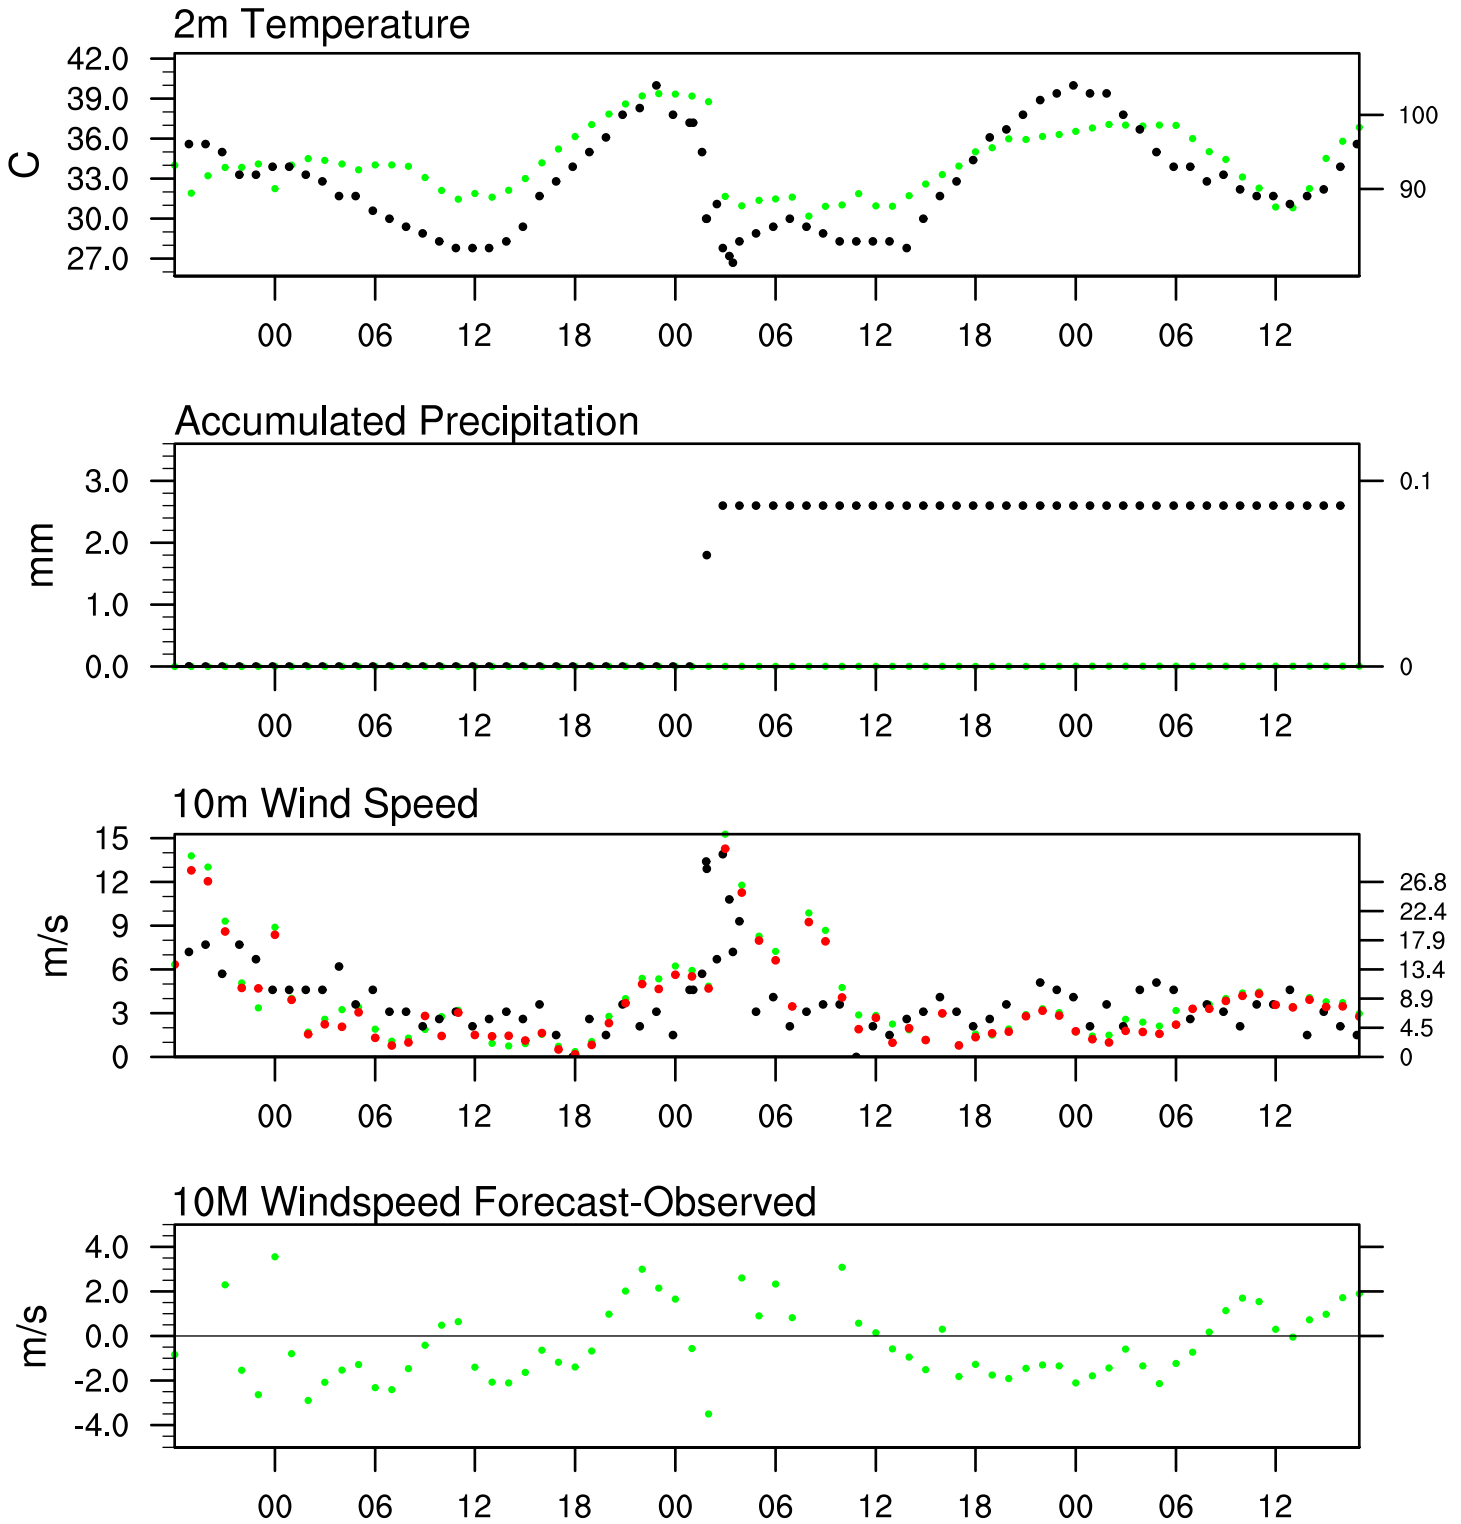 2m Temperature
42.0
39.0
36.0
33.0
30.0
27.0
C
100
90
00 06 12 18 00 06 12 18 00 06 12
Accumulated Precipitation
3.0
2.0
1.0
0.0
mm
0.1
0
00 06 12 18 00 06 12 18 00 06 12
10m Wind Speed
15
12
9
6
3
0
m/s
26.8
22.4
17.9
13.4
8.9
4.5
0
00 06 12 18 00 06 12 18 00 06 12
10M Windspeed Forecast-Observed
4.0
2.0
0.0
-2.0
-4.0
m/s
00 06 12 18 00 06 12 18 00 06 12